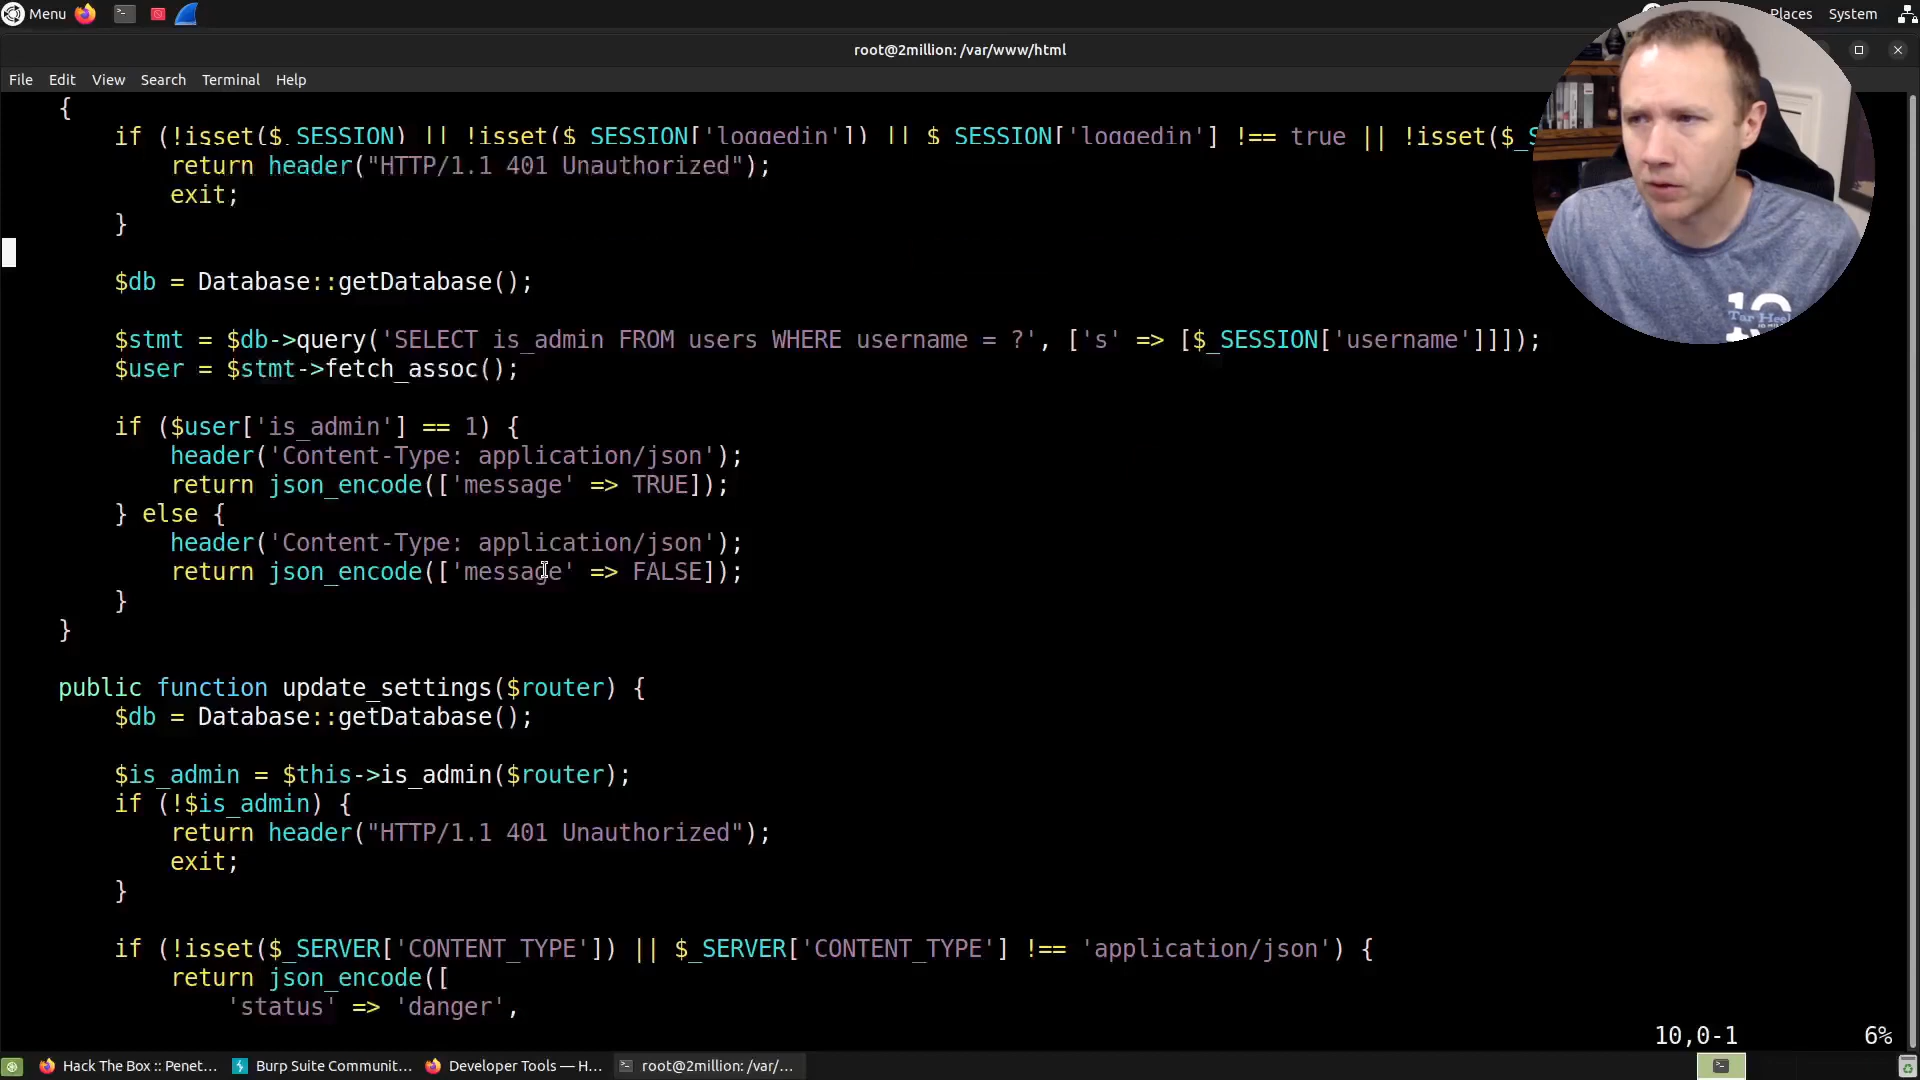 Menu
Places System
root@2million: /var/www/html
File Edit View Search Terminal Help
{
if (!isset($_SESSION) || !isset($_SESSION['loggedin']) || $_SESSION['loggedin'] !== true || !isset($_S
return header("HTTP/1.1 401 Unauthorized");
exit;
}
$db = Database::getDatabase();
$stmt = $db->query('SELECT is_admin FROM users WHERE username = ?', ['s' => [$_SESSION['username']]]);
$user = $stmt->fetch_assoc();
if ($user['is_admin'] == 1) {
header('Content-Type: application/json');
return json_encode(['message' => TRUE]);
} else {
header('Content-Type: application/json');
return json_encode(['message' => FALSE]);
}
}
public function update_settings($router) {
$db = Database::getDatabase();
$is_admin = $this->is_admin($router);
if (!$is_admin) {
return header("HTTP/1.1 401 Unauthorized");
exit;
}
if (!isset($_SERVER['CONTENT_TYPE']) || $_SERVER['CONTENT_TYPE'] !== 'application/json') {
return json_encode([
'status' => 'danger',
10,0-1 6%
Hack The Box :: Penet... Burp Suite Communit... Developer Tools — H... root@2million: /var/...